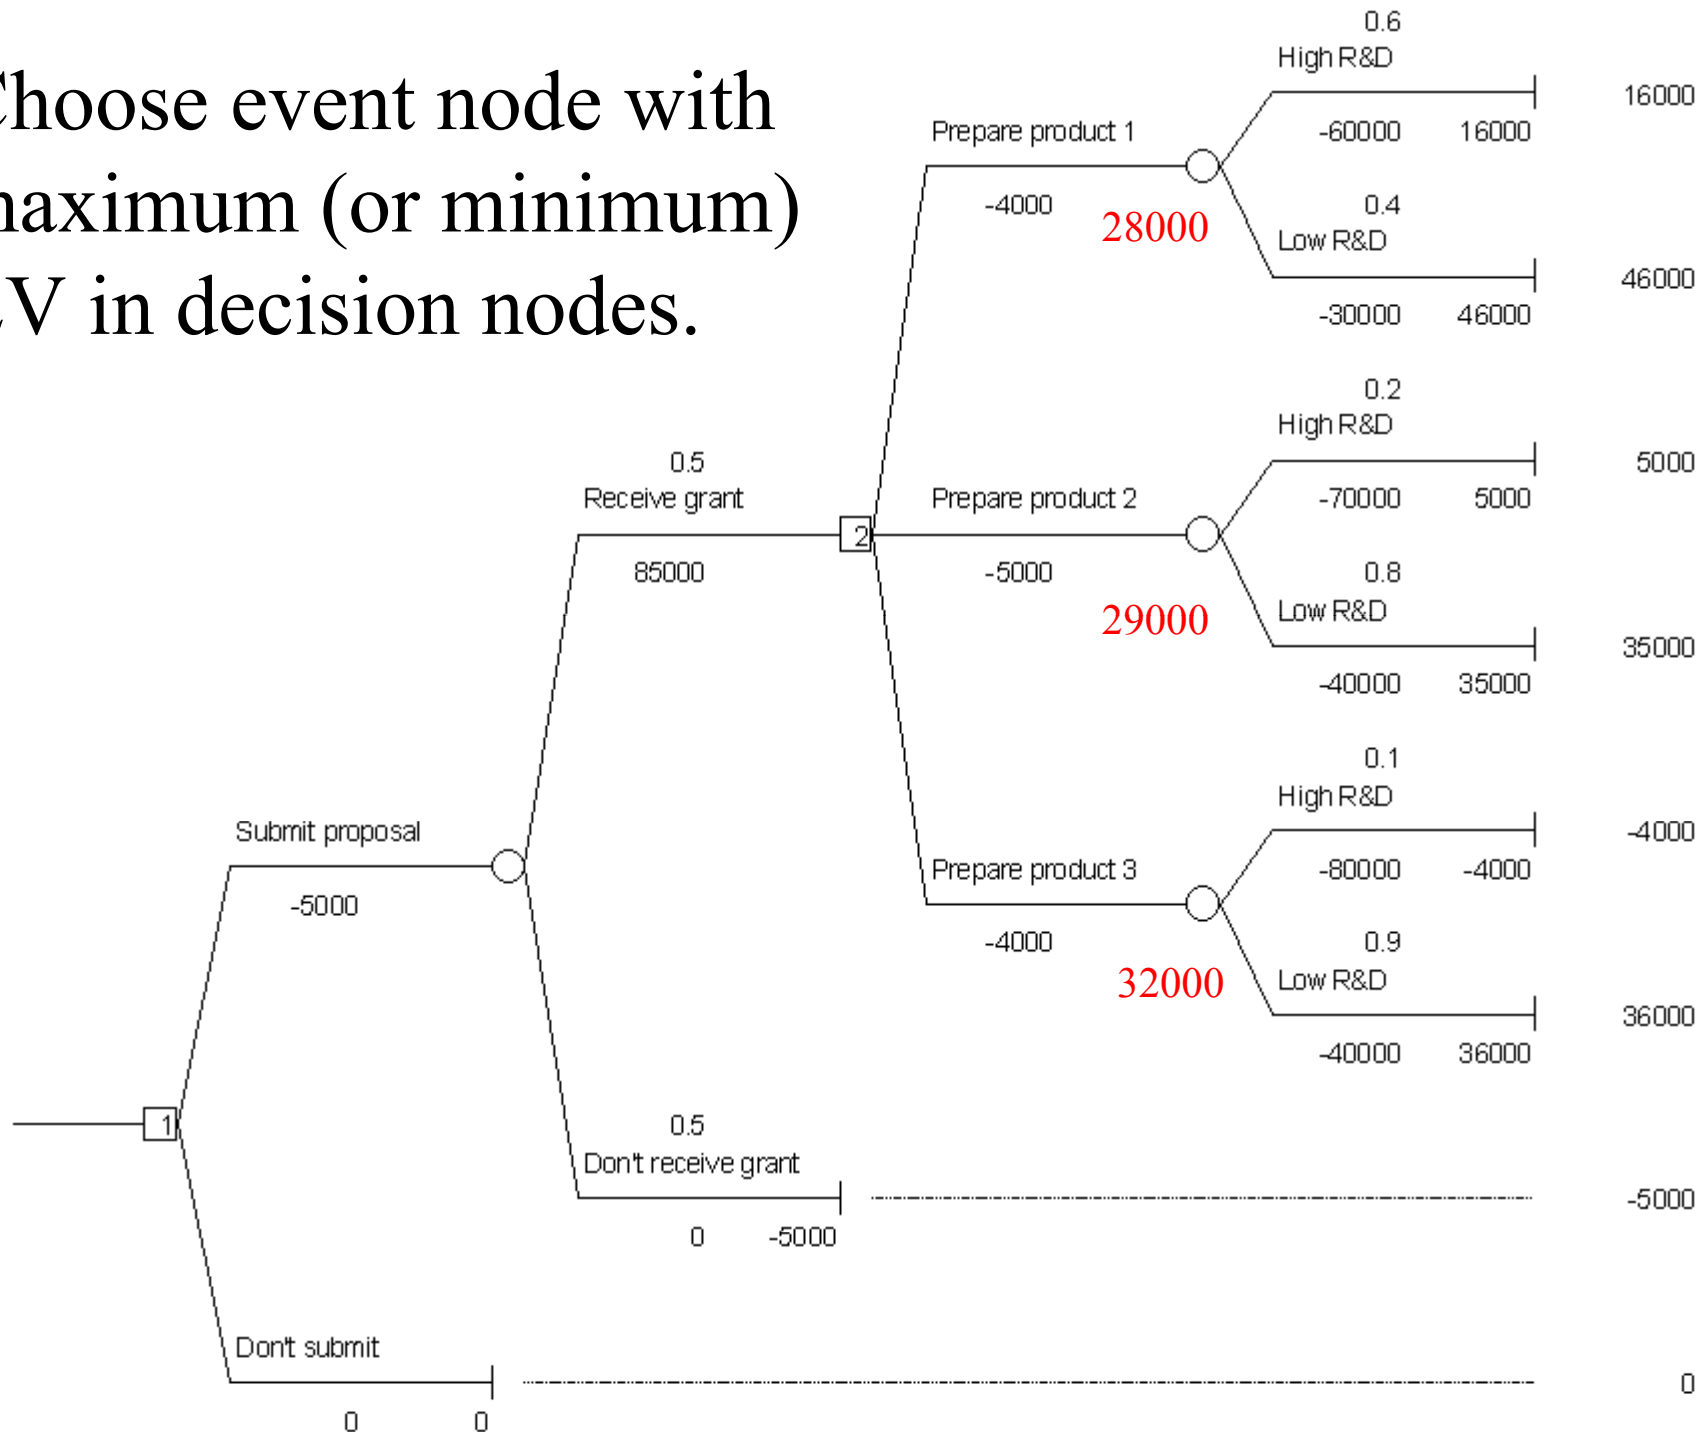 hoose event node with
aximum (or minimum)
V in decision nodes.
0.6
High R&D
16000
-60000 16000
Prepare product 1
-4000
28000
0.4
Low R&D
46000
-30000 46000
0.2
High R&D
5000
-70000 5000
0.5
Receive grant
85000
2
Prepare product 2
-5000
29000
0.8
Low R&D
35000
-40000 35000
0.1
High R&D
-4000
-80000 -4000
Submit proposal
-5000
Prepare product 3
-4000
32000
0.9
Low R&D
36000
-40000 36000
1
0.5
Don't receive grant
-5000
0 -5000
Don't submit
0
0 0